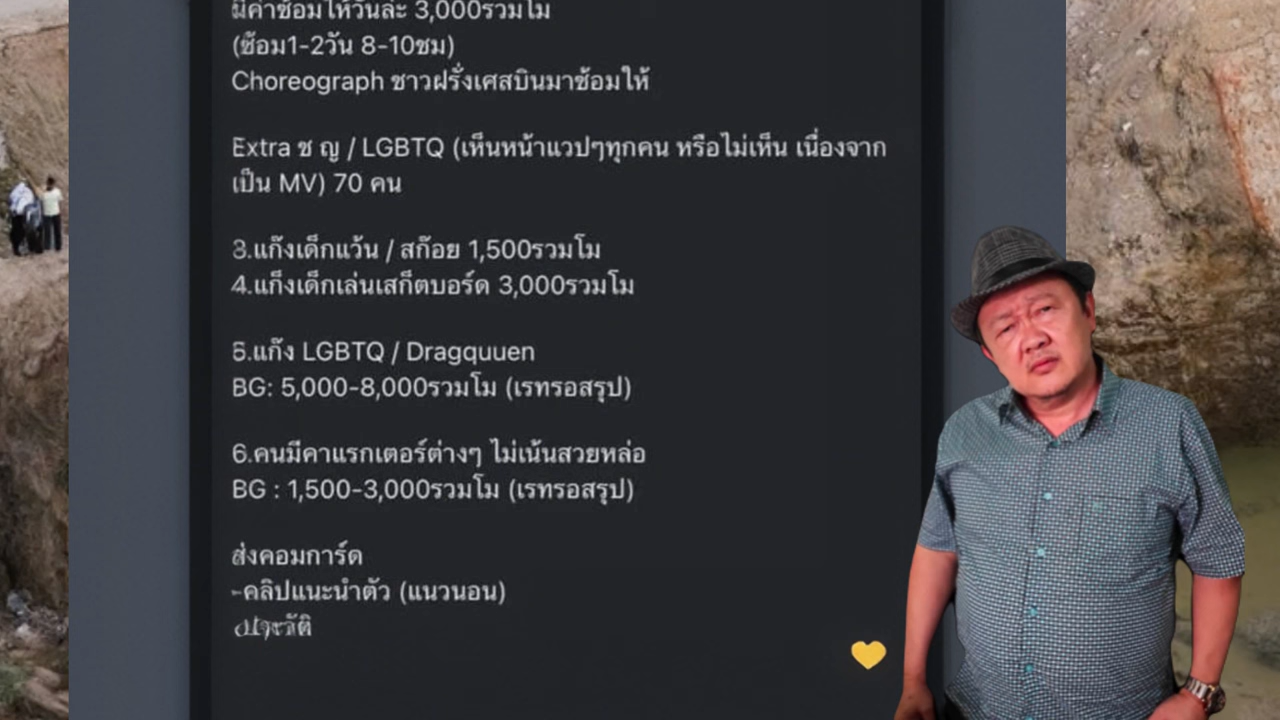 มีค่าซ้อมให้วันล่ะ 3,000รวมโม
(ซ้อม1-2วัน 8-10ชม)
Choreograph ชาวฝรั่งเศสบินมาซ้อมให้
Extra ช ญ / LGBTQ (เห็นหน้าแวปๆทุกคน หรือไม่เห็น เนื่องจาก
เป็น MV) 70 คน
3.แก๊งเด็กแว้น / สก๊อย 1,500รวมโม
4.แก็งเด็กเล่นเสก็ตบอร์ด 3,000รวมโม
5.แก๊ง LGBTQ / Dragquuen
BG: 5,000-8,000รวมโม (เรทรอสรุป)
6.คนมีคาแรกเตอร์ต่างๆ ไม่เน้นสวยหล่อ
BG : 1,500-3,000รวมโม (เรทรอสรุป)
ส่งคอมการ์ด
-คลิปแนะนำตัว (แนวนอน)